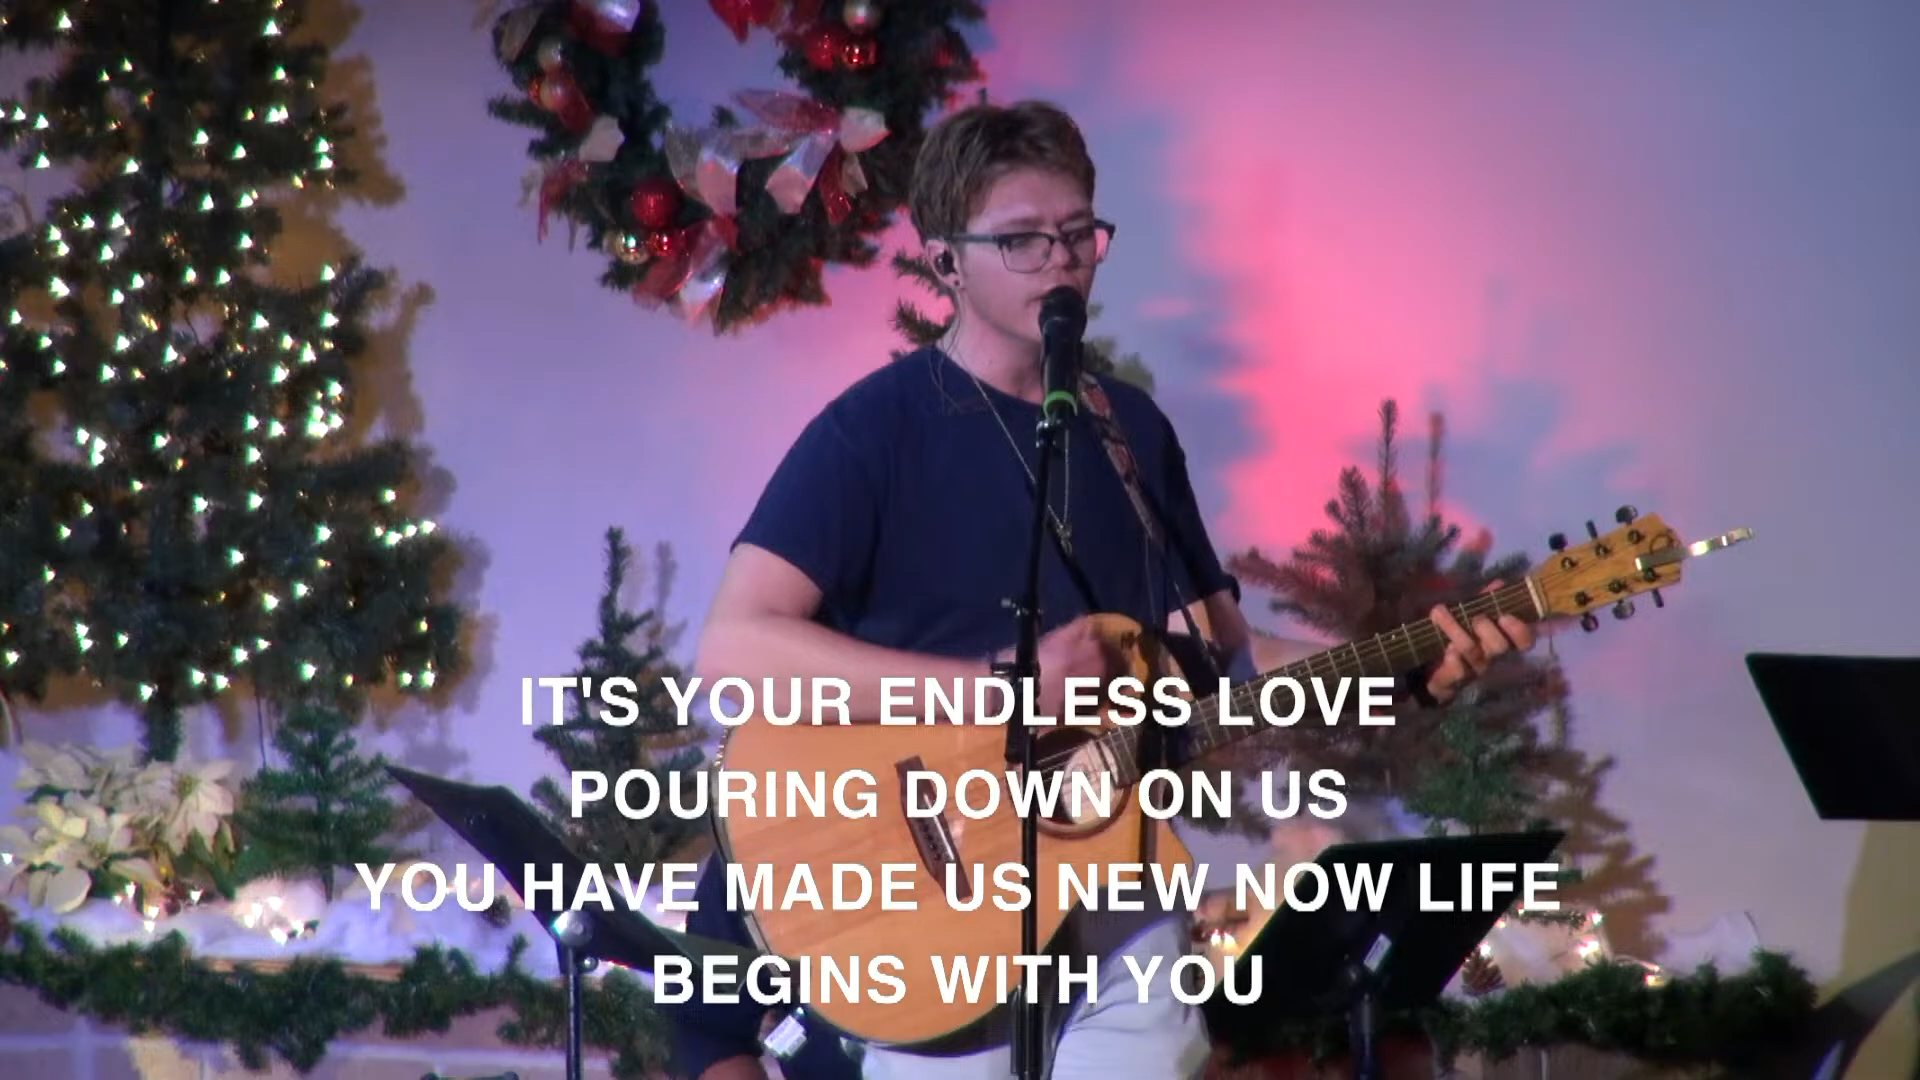 IT'S YOUR ENDLESS LOVE
POURING DOWN ON US
YOU HAVE MADE US NEW NOW LIFE
BEGINS WITH YOU